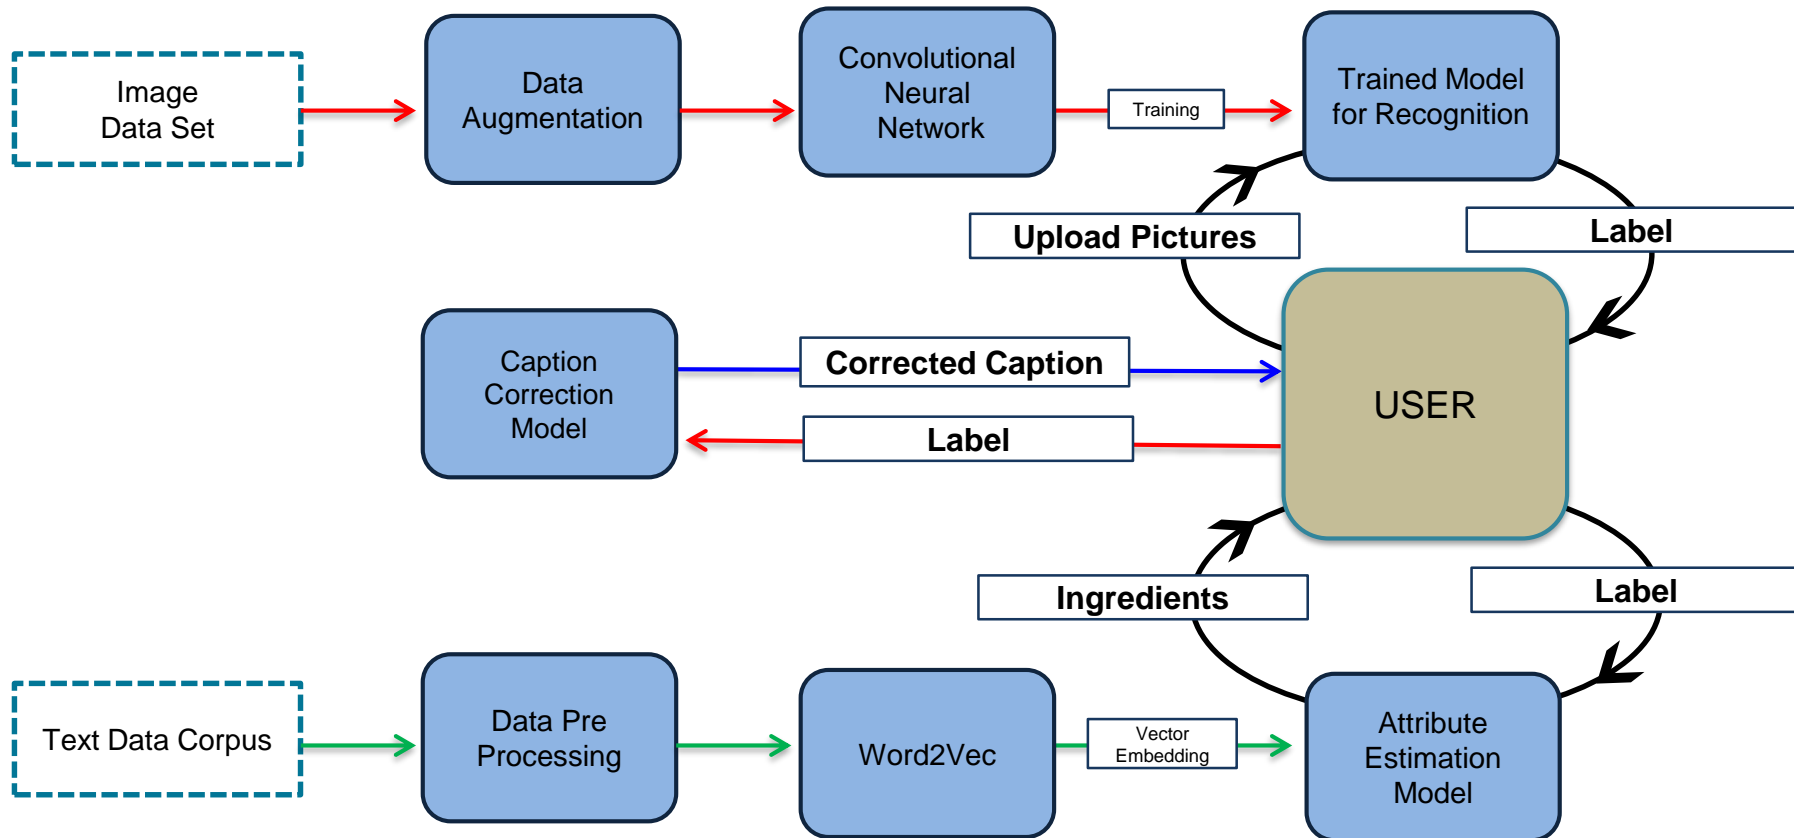 Image
Data Set
Data
Augmentation
Convolutional
Neural
Network
Training
Trained Model
for Recognition
Upload Pictures
Label
Caption
Correction
Model
Corrected Caption
Label
USER
Ingredients
Label
Text Data Corpus
Data Pre
Processing
Word2Vec
Vector
Embedding
Attribute
Estimation
Model